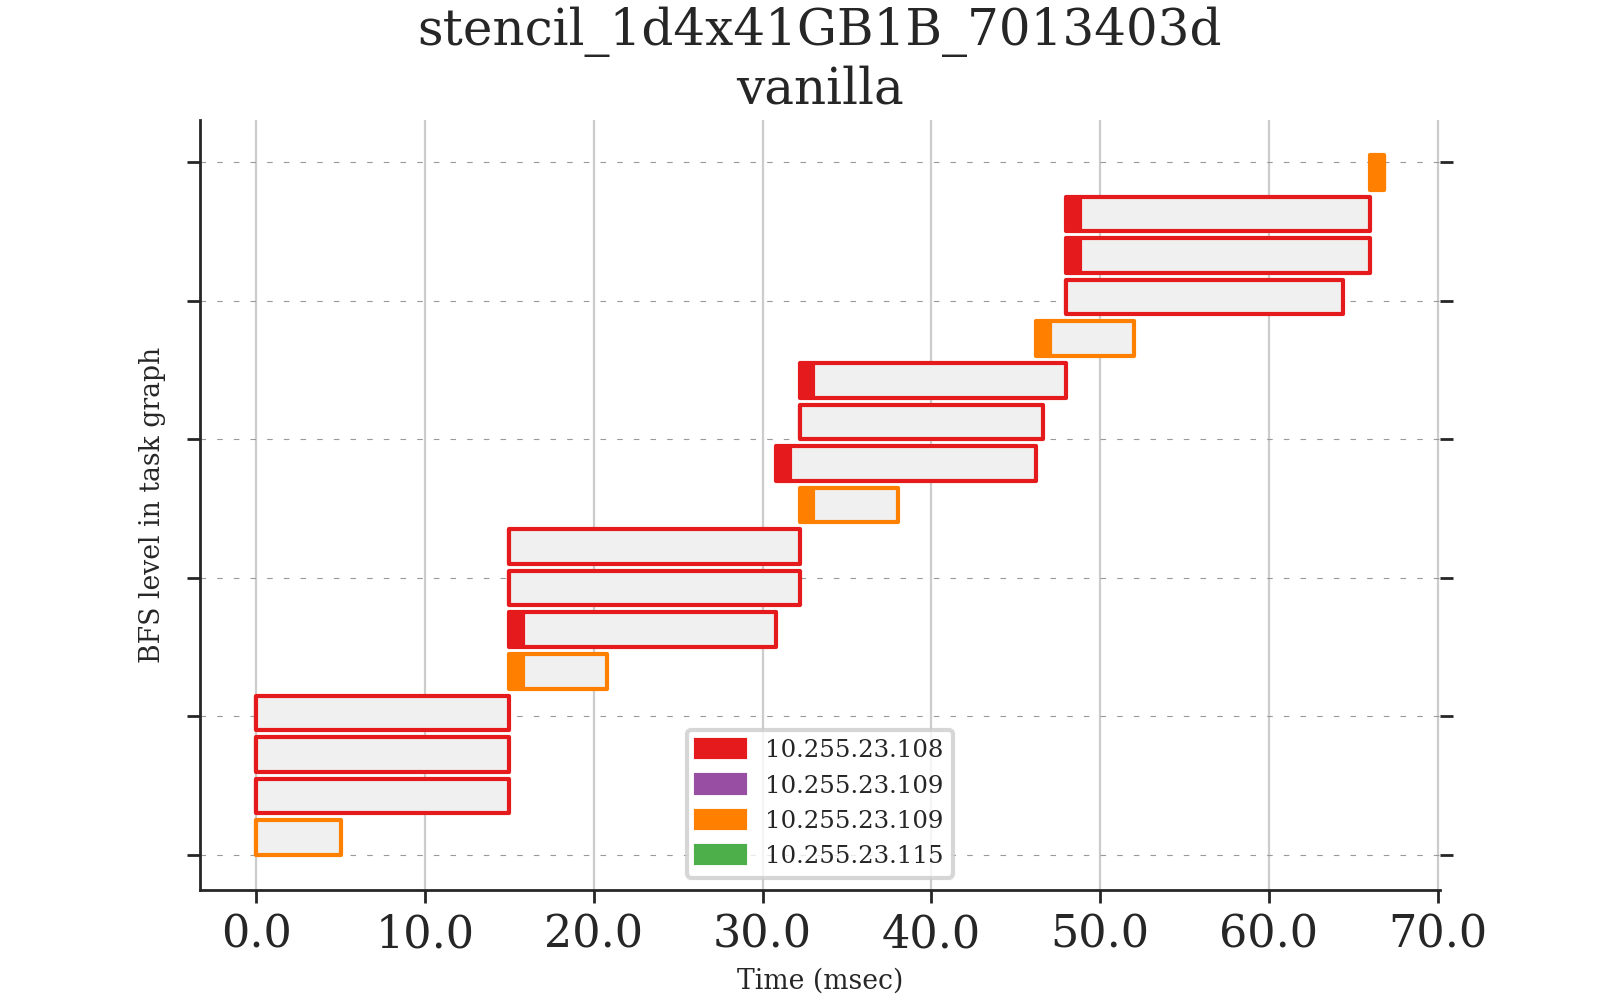 stencil_1d4x41GB1B_7013403d
vanilla
BFS level in task graph
10.255.23.108
10.255.23.109
10.255.23.109
10.255.23.115
0.0 10.0 20.0 30.0 40.0 50.0 60.0 70.0
Time (msec)